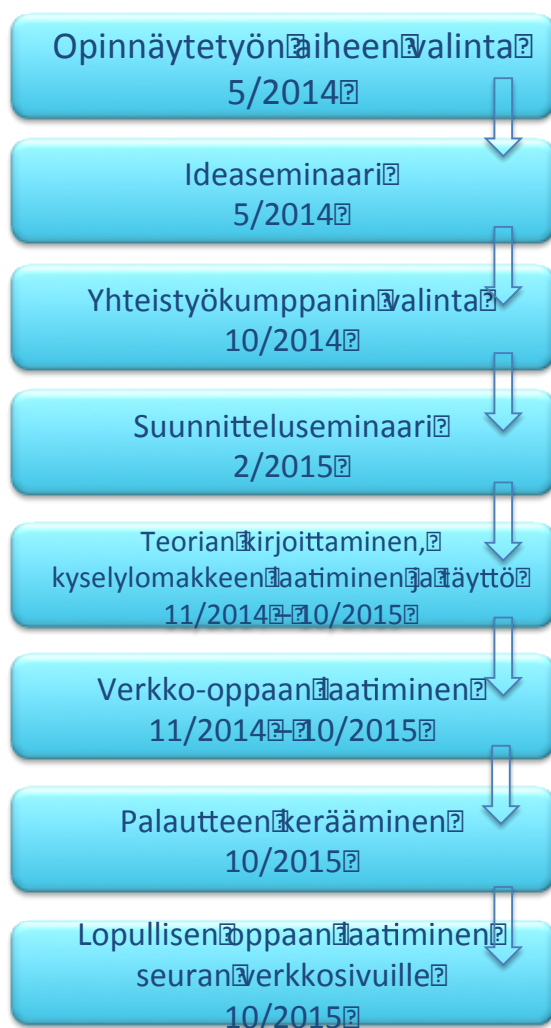 Opinnäytetyön aiheen valinta
5/2014
Ideaseminaari
5/2014
Yhteistyökumppanin valinta
10/2014
Suunnitteluseminaari
2/2015
Teorian kirjoittaminen,
kyselylomakkeen laatiminen ja täyttö
11/2014 – 10/2015
Verkko-oppaan laatiminen
11/2014 – 10/2015
Palautteen kerääminen
10/2015
Lopullisen oppaan laatiminen
seuran verkkosivuille
10/2015